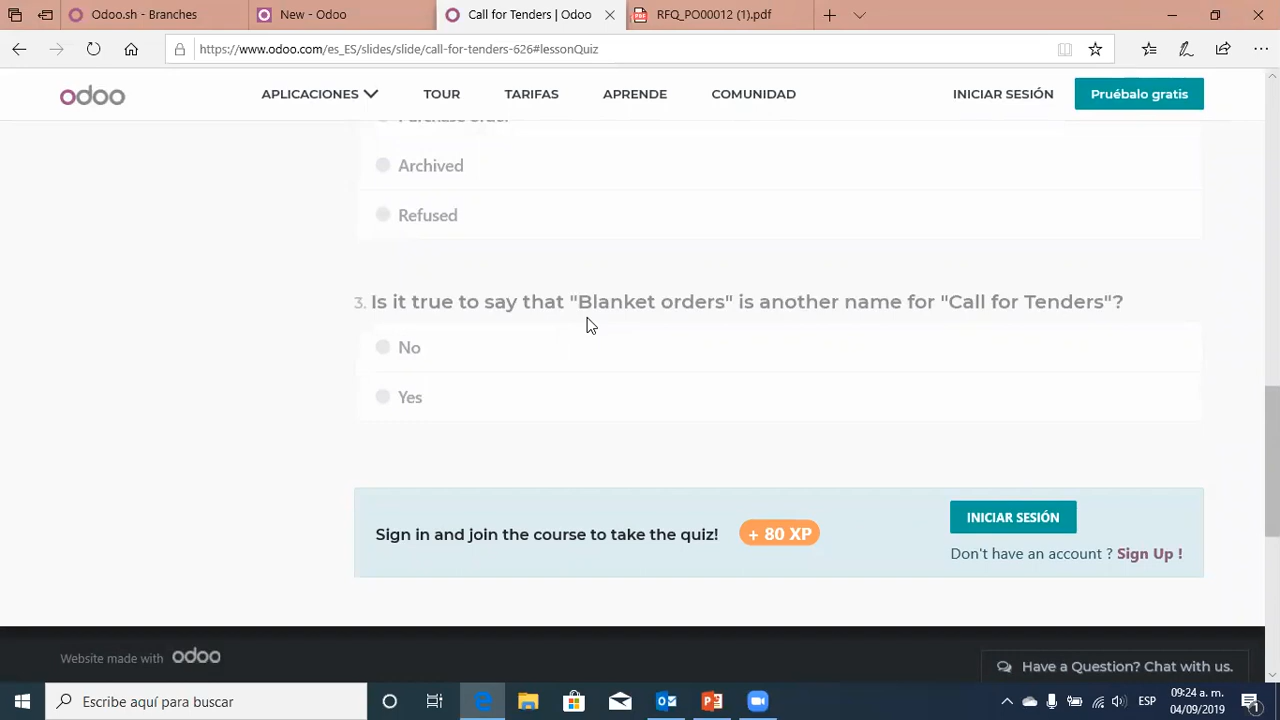 Odoo.sh - Branches
New - Odoo
Call for Tenders | Odoo
RFQ_PO00012 (1).pdf
https://www.odoo.com/es_ES/slides/slide/call-for-tenders-626#lessonQuiz
odoo
APLICACIONES
TOUR
TARIFAS
APRENDE
COMUNIDAD
INICIAR SESIÓN
Pruébalo gratis
Purchase Order
Archived
Refused
3. Is it true to say that "Blanket orders" is another name for "Call for Tenders"?
No
Yes
Sign in and join the course to take the quiz!
+ 80 XP
INICIAR SESIÓN
Don't have an account ? Sign Up !
Website made with odoo
Have a Question? Chat with us.
Escribe aquí para buscar
ESP
09:24 a. m.
04/09/2019
1